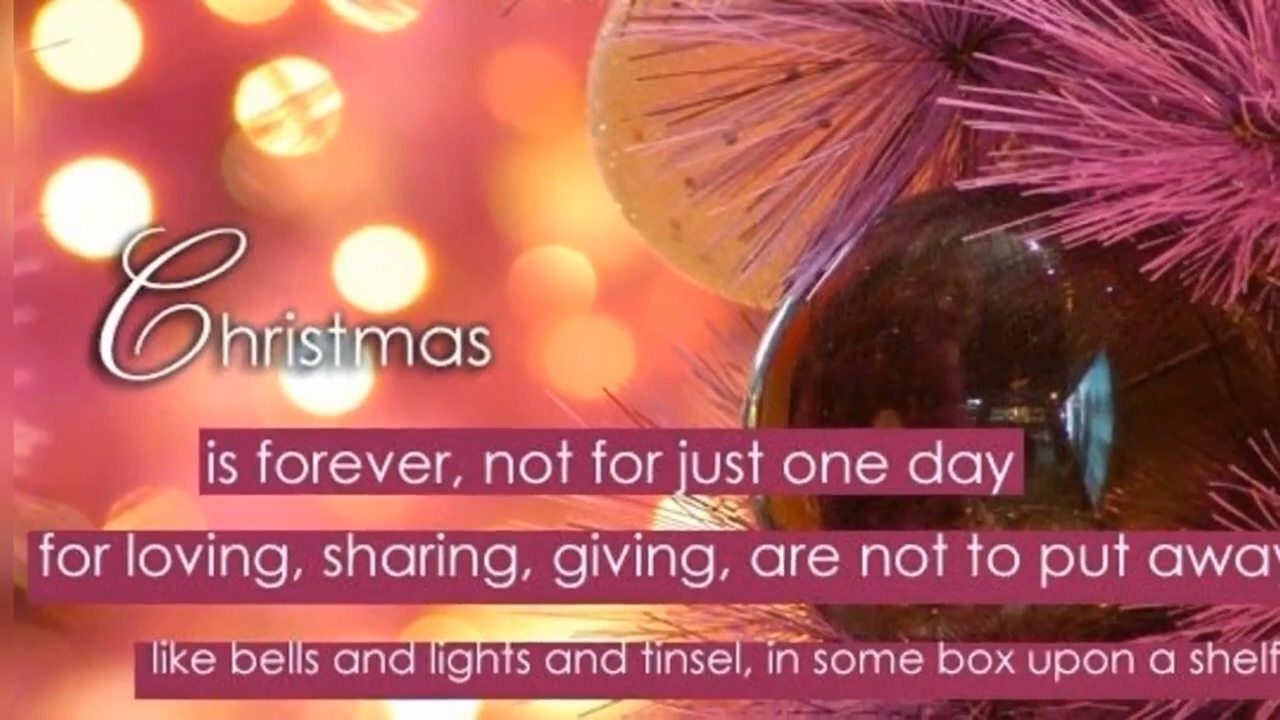 Christmas
is forever, not for just one day
for loving, sharing, giving, are not to put away
like bells and lights and tinsel, in some box upon a shelf